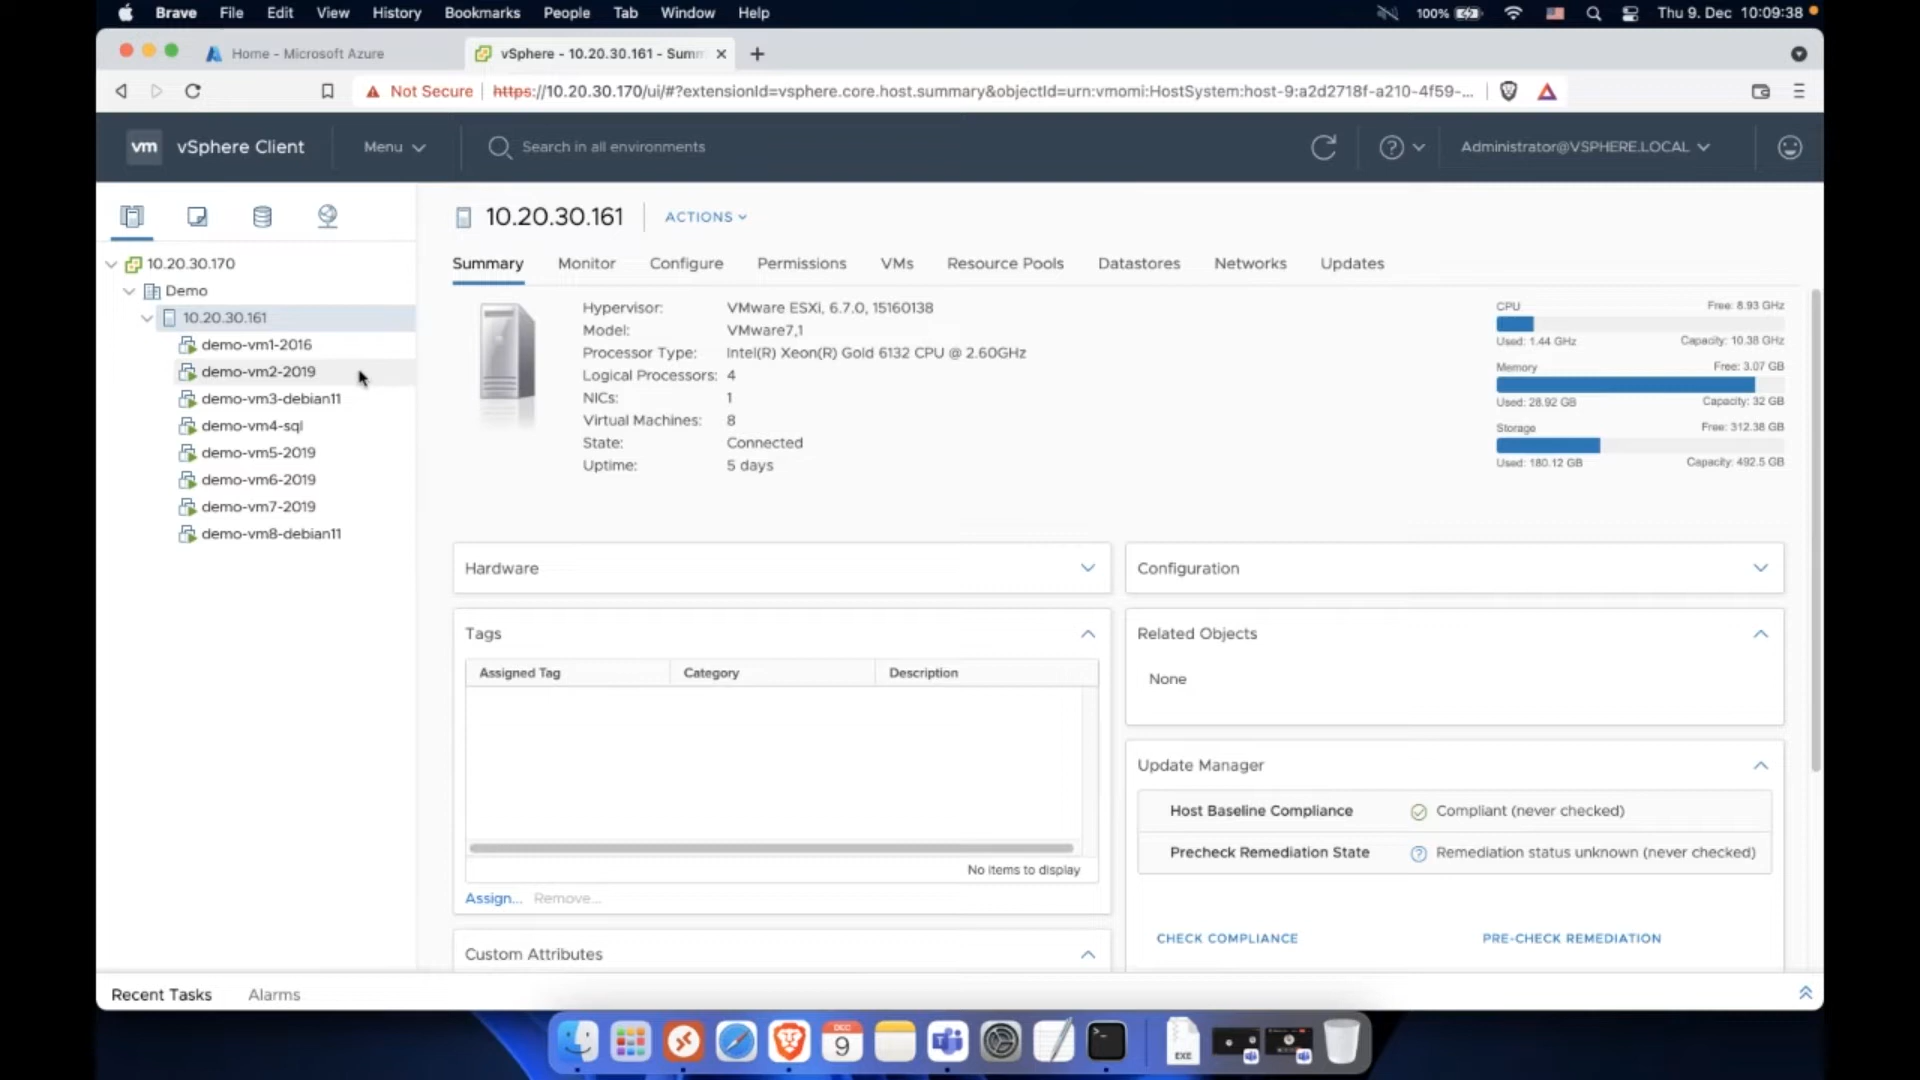 Brave File Edit View History Bookmarks People Tab Window Help
100% Thu 9. Dec 10:09:38
Home - Microsoft Azure
vSphere - 10.20.30.161 - Summ
Not Secure https://10.20.30.170/ui/#?extensionId=vsphere.core.host.summary&objectId=urn:vmomi:HostSystem:host-9:a2d2718f-a210-4f59-...
vm vSphere Client Menu Search in all environments Administrator@VSPHERE.LOCAL
10.20.30.170
Demo
10.20.30.161
demo-vm1-2016
demo-vm2-2019
demo-vm3-debian11
demo-vm4-sql
demo-vm5-2019
demo-vm6-2019
demo-vm7-2019
demo-vm8-debian11
10.20.30.161 ACTIONS
Summary Monitor Configure Permissions VMs Resource Pools Datastores Networks Updates
Hypervisor: VMware ESXi, 6.7.0, 15160138
Model: VMware7,1
Processor Type: Intel(R) Xeon(R) Gold 6132 CPU @ 2.60GHz
Logical Processors: 4
NICs: 1
Virtual Machines: 8
State: Connected
Uptime: 5 days
CPU Free: 8.93 GHz
Used: 1.44 GHz Capacity: 10.38 GHz
Memory Free: 3.07 GB
Used: 28.92 GB Capacity: 32 GB
Storage Free: 312.38 GB
Used: 180.12 GB Capacity: 492.5 GB
Hardware
Configuration
Tags
Assigned Tag Category Description
No items to display
Assign... Remove...
Custom Attributes
Related Objects
None
Update Manager
Host Baseline Compliance Compliant (never checked)
Precheck Remediation State Remediation status unknown (never checked)
CHECK COMPLIANCE PRE-CHECK REMEDIATION
Recent Tasks Alarms
DEC
9
EXE